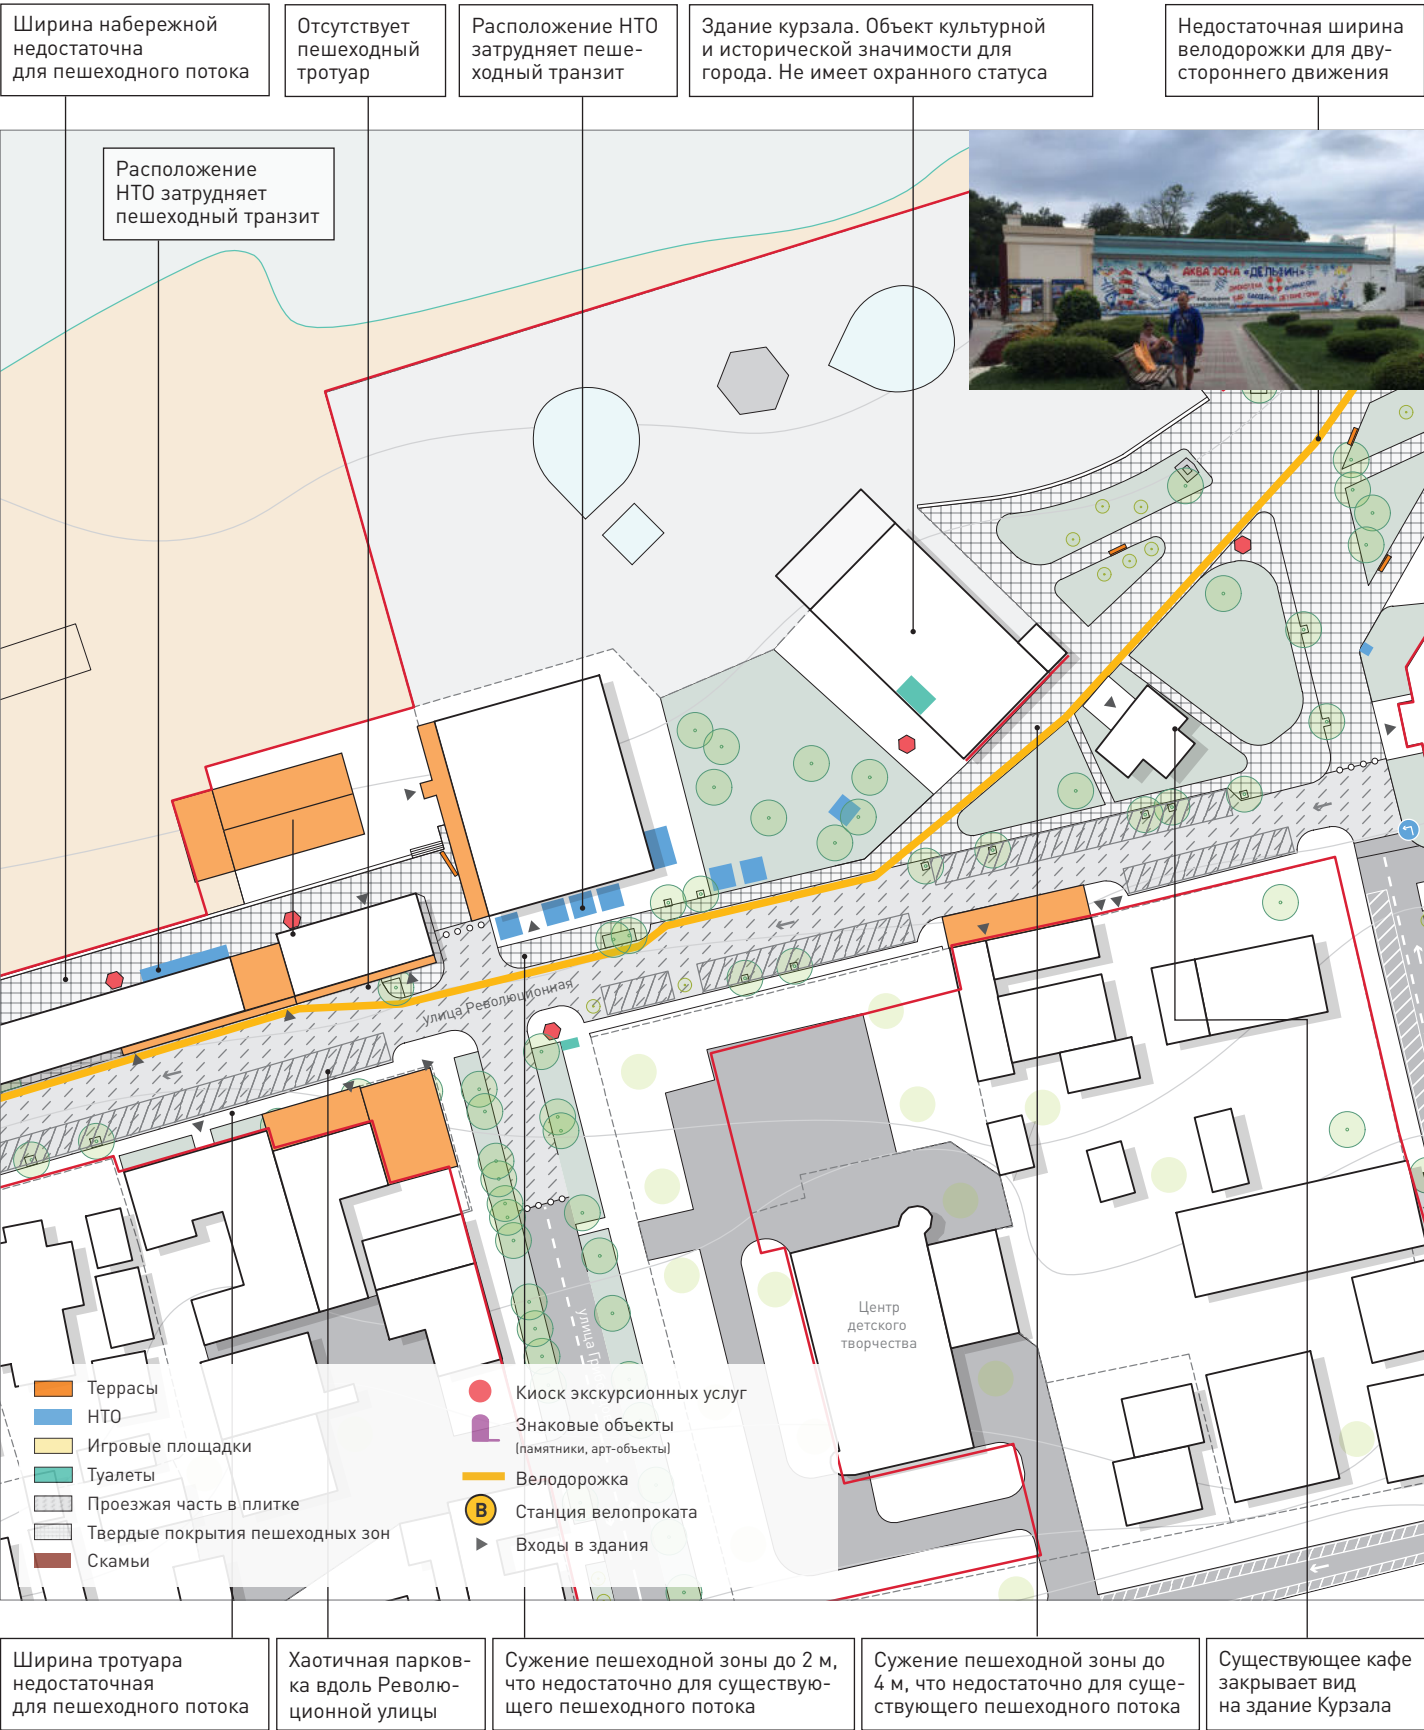 Ширина набережной
недостаточна
для пешеходного потока
Отсутствует
пешеходный
тротуар
Расположение НТО
затрудняет пеше-
ходный транзит
Здание курзала. Объект культурной
и исторической значимости для
города. Не имеет охранного статуса
Недостаточная ширина
велодорожки для дву-
стороннего движения
Расположение
НТО затрудняет
пешеходный транзит
АКВА ЗОНА «ДЕЛЬФИН»
улица Революционная
Центр
детского
творчества
улица
Террасы
НТО
Игровые площадки
Туалеты
Проезжая часть в плитке
Твердые покрытия пешеходных зон
Скамьи
Киоск экскурсионных услуг
Знаковые объекты
(памятники, арт-объекты)
Велодорожка
В
Станция велопроката
Входы в здания
Ширина тротуара
недостаточная
для пешеходного потока
Хаотичная парков-
ка вдоль Револю-
ционной улицы
Сужение пешеходной зоны до 2 м,
что недостаточно для существую-
щего пешеходного потока
Сужение пешеходной зоны до
4 м, что недостаточно для суще-
ствующего пешеходного потока
Существующее кафе
закрывает вид
на здание Курзала